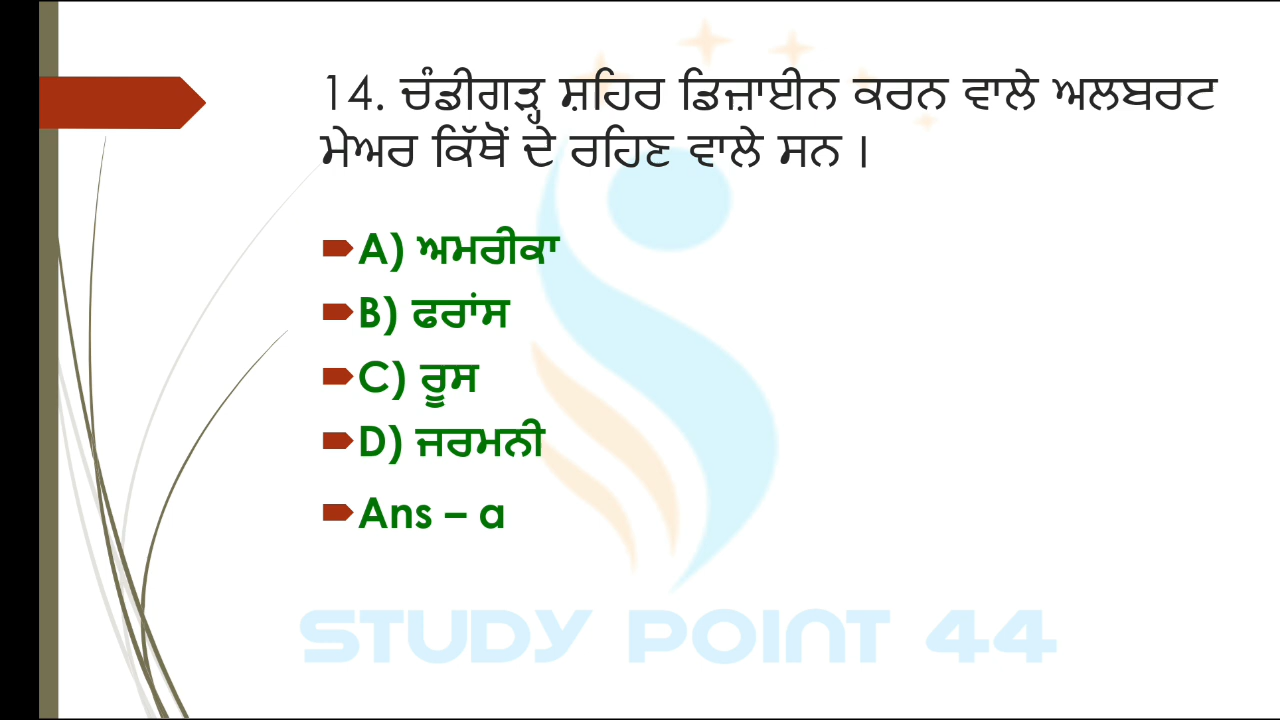 14. ਚੰਡੀਗੜ੍ਹ ਸ਼ਹਿਰ ਡਿਜ਼ਾਈਨ ਕਰਨ ਵਾਲੇ ਅਲਬਰਟ
ਮੇਅਰ ਕਿੱਥੋਂ ਦੇ ਰਹਿਣ ਵਾਲੇ ਸਨ ।
A) ਅਮਰੀਕਾ
B) ਫਰਾਂਸ
C) ਰੂਸ
D) ਜਰਮਨੀ
Ans – a
STUDY POINT 44